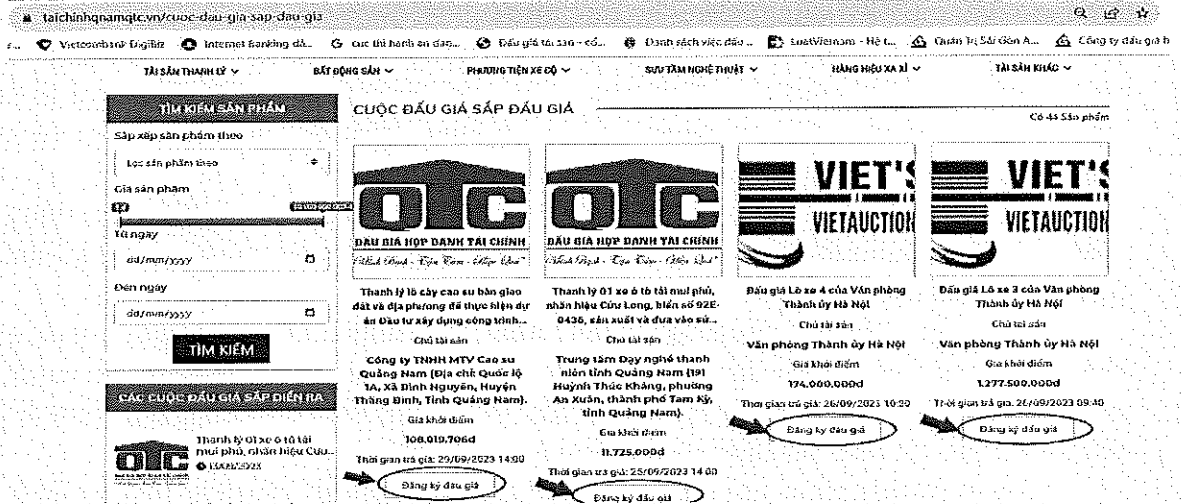 taichinhqnamqtc.vn/cuoc-dau-gia-sap-dau-gia
Vietcombank DigiBiz
Internet Banking dà...
cục thi hành án dân...
Đấu giá tài sản - cổ...
Danh sách việc đấu ...
LuatVietnam - Hệ t...
Quản Trị Sài Gòn A...
Công ty đấu giá h
TÀI SẢN THANH LÝ
BẤT ĐỘNG SẢN
PHƯƠNG TIỆN XE CỘ
SƯU TẦM NGHỆ THUẬT
HÀNG HIỆU XA XỈ
TÀI SẢN KHÁC
TÌM KIẾM SẢN PHẨM
Sắp xếp sản phẩm theo
Lọc sản phẩm theo
Giá sản phẩm
Từ ngày
dd/mm/yyyy
Đến ngày
dd/mm/yyyy
TÌM KIẾM
CÁC CUỘC ĐẤU GIÁ SẮP DIỄN RA
Thanh lý 01 xe ô tô tải
mui phủ, nhãn hiệu Cửu...
CUỘC ĐẤU GIÁ SẮP ĐẤU GIÁ
Có 44 Sản phẩm
QTC
ĐẤU GIÁ HỢP DANH TÀI CHÍNH
Thanh lý lô cây cao su bàn giao
đất về địa phương để thực hiện dự
án Đầu tư xây dựng công trình...
Chủ tài sản
Công ty TNHH MTV Cao su
Quảng Nam (Địa chỉ: Quốc lộ
1A, Xã Bình Nguyên, Huyện
Thăng Bình, Tỉnh Quảng Nam).
Giá khởi điểm
108.019.706đ
Thời gian trả giá: 29/09/2023 14:00
Đăng ký đấu giá
QTC
ĐẤU GIÁ HỢP DANH TÀI CHÍNH
Thanh lý 01 xe ô tô tải mui phủ,
nhãn hiệu Cửu Long, biển số 92E-
0436, sản xuất và đưa vào sử...
Chủ tài sản
Trung tâm Dạy nghề thanh
niên tỉnh Quảng Nam (191
Huỳnh Thúc Kháng, phường
An Xuân, thành phố Tam Kỳ,
tỉnh Quảng Nam).
Giá khởi điểm
11.725.000đ
Thời gian trả giá: 25/09/2023 14:00
Đăng ký đấu giá
VIET'S
VIETAUCTION
Đấu giá Lô xe 4 của Văn phòng
Thành ủy Hà Nội
Chủ tài sản
Văn phòng Thành ủy Hà Nội
Giá khởi điểm
174.000.000đ
Thời gian trả giá: 26/09/2023 10:20
Đăng ký đấu giá
VIET'S
VIETAUCTION
Đấu giá Lô xe 3 của Văn phòng
Thành ủy Hà Nội
Chủ tài sản
Văn phòng Thành ủy Hà Nội
Giá khởi điểm
1.277.500.000đ
Thời gian trả giá: 26/09/2023 09:40
Đăng ký đấu giá